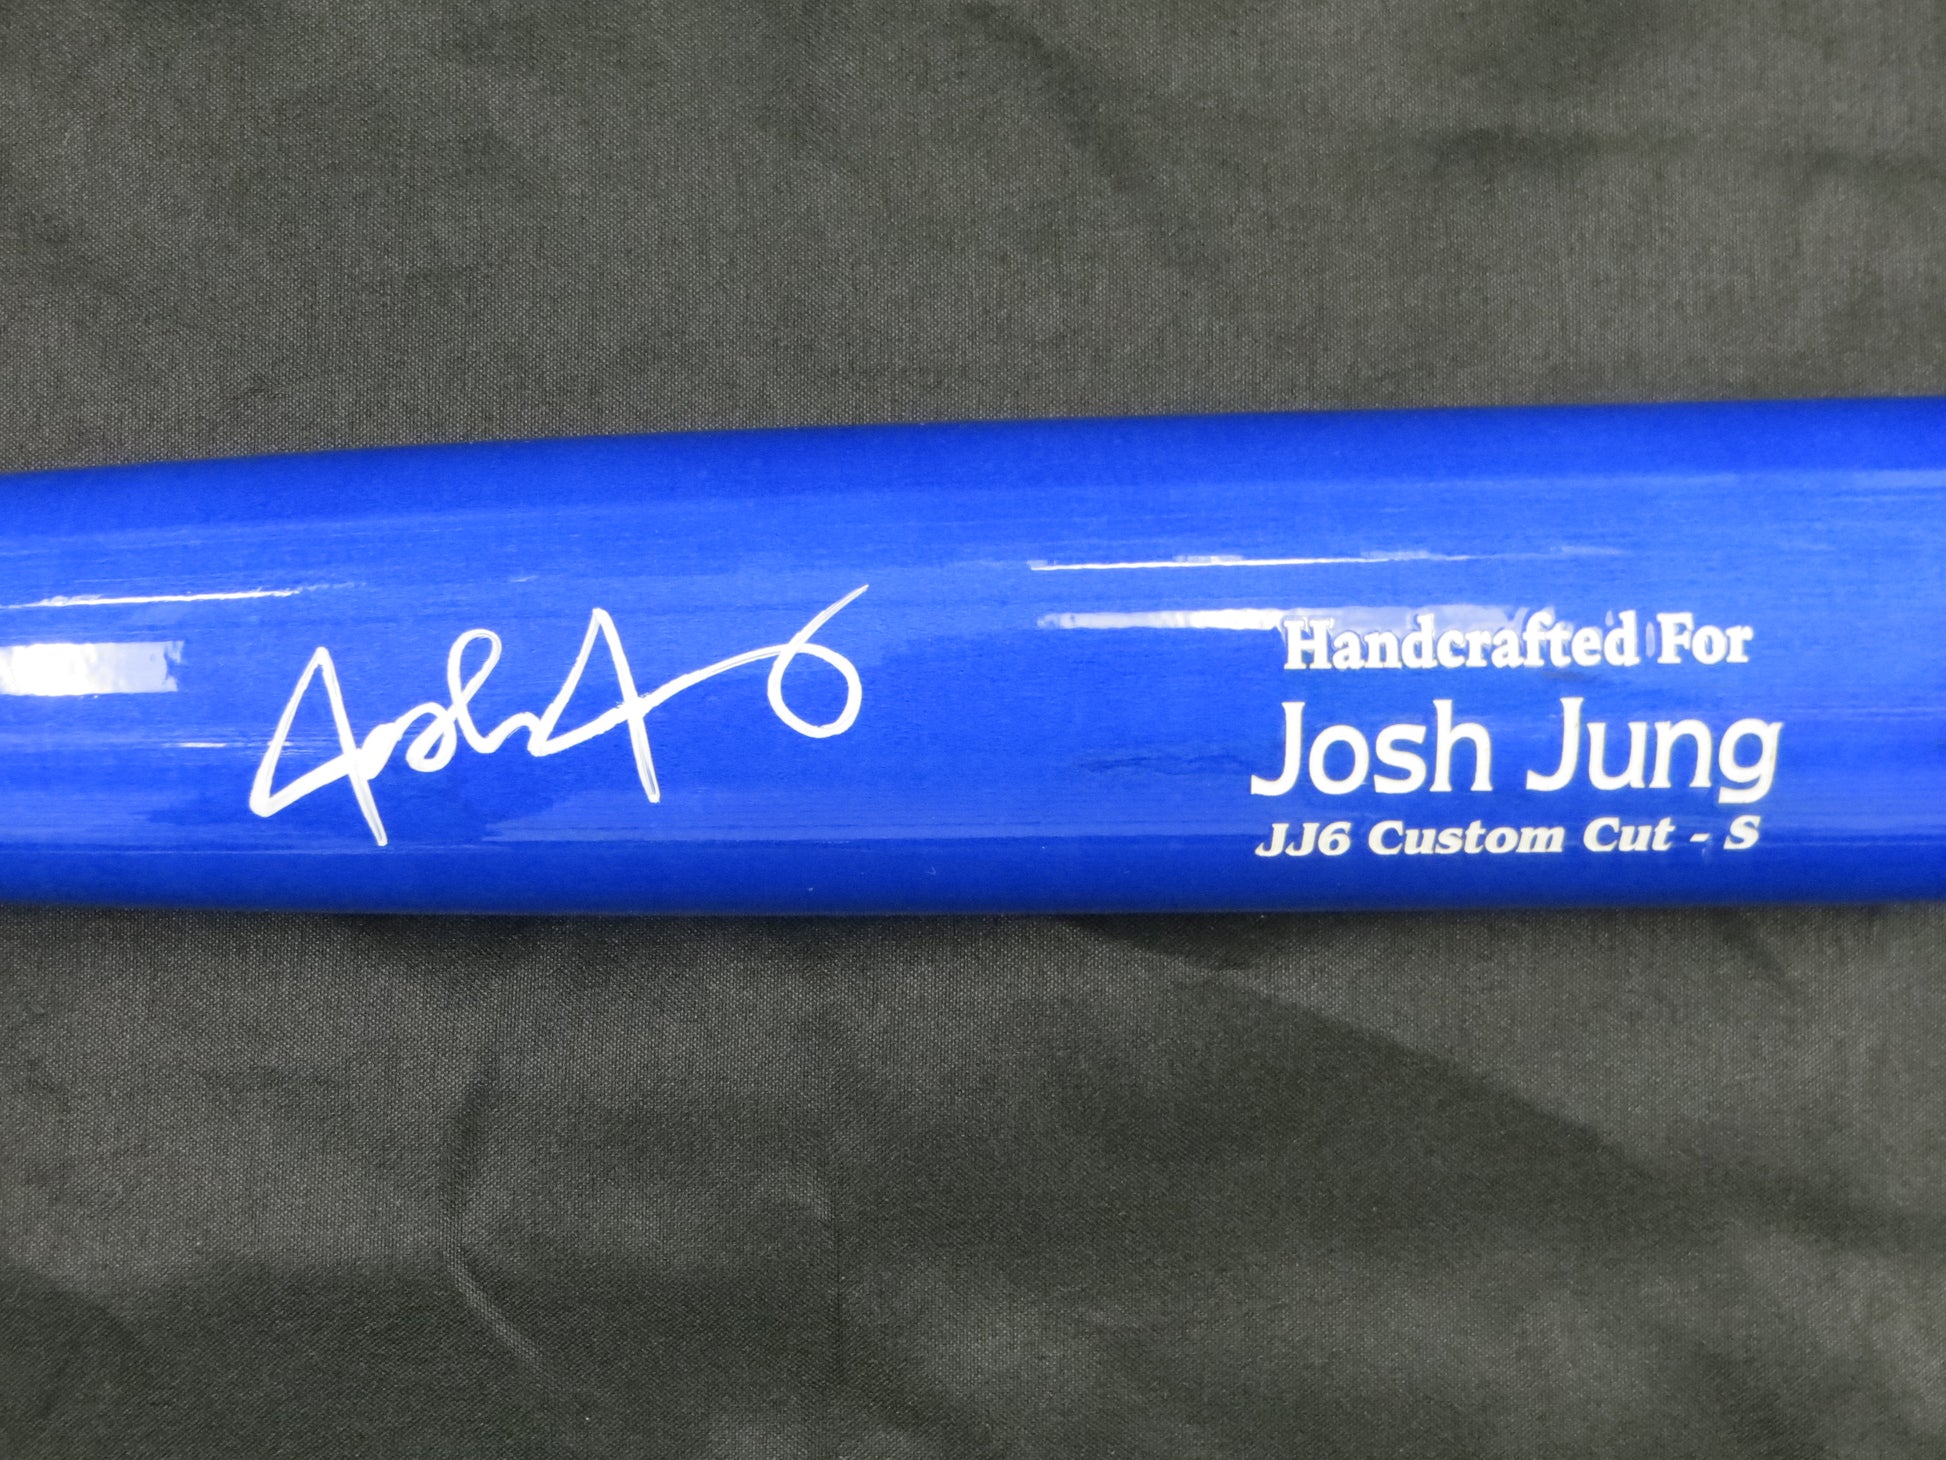 Handcrafted For
Josh Jung
JJ6 Custom Cut - S